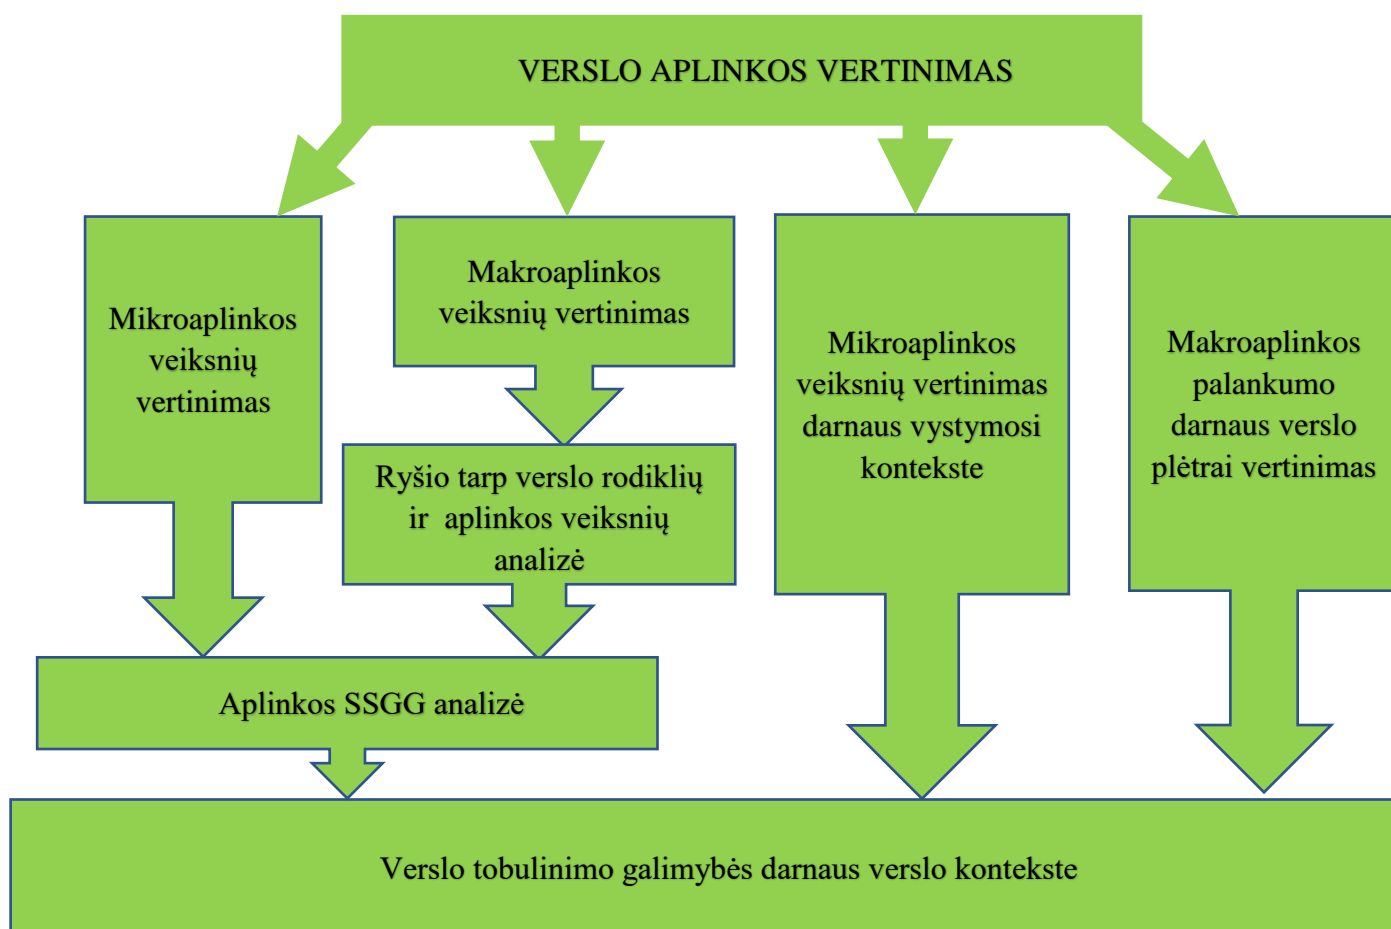 VERSLO APLINKOS VERTINIMAS
Mikroaplinkos
veiksnių
vertinimas
Makroaplinkos
veiksnių vertinimas
Ryšio tarp verslo rodiklių
ir aplinkos veiksnių
analizė
Mikroaplinkos
veiksnių vertinimas
darnaus vystymosi
kontekste
Makroaplinkos
palankumo
darnaus verslo
plėtrai vertinimas
Aplinkos SSGG analizė
Verslo tobulinimo galimybės darnaus verslo kontekste